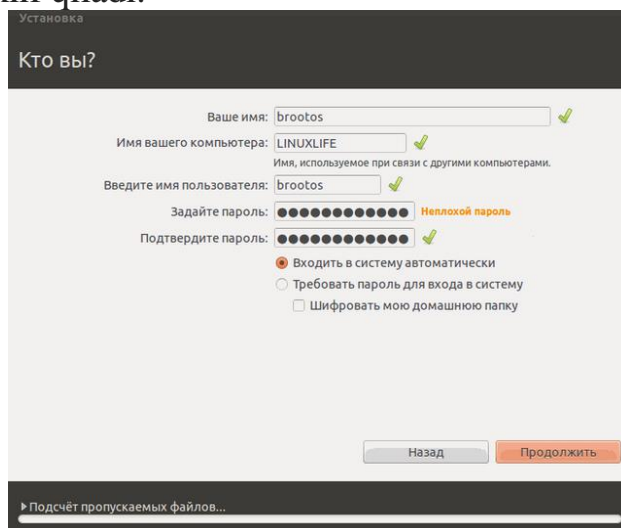 Установка
Кто вы?
Ваше имя: brootos
Имя вашего компьютера: LINUXLIFE
Имя, используемое при связи с другими компьютерами.
Введите имя пользователя: brootos
Задайте пароль: ●●●●●●●●●●●● Неплохой пароль
Подтвердите пароль: ●●●●●●●●●●●●
Входить в систему автоматически
Требовать пароль для входа в систему
Шифровать мою домашнюю папку
Назад Продолжить
Подсчёт пропускаемых файлов...